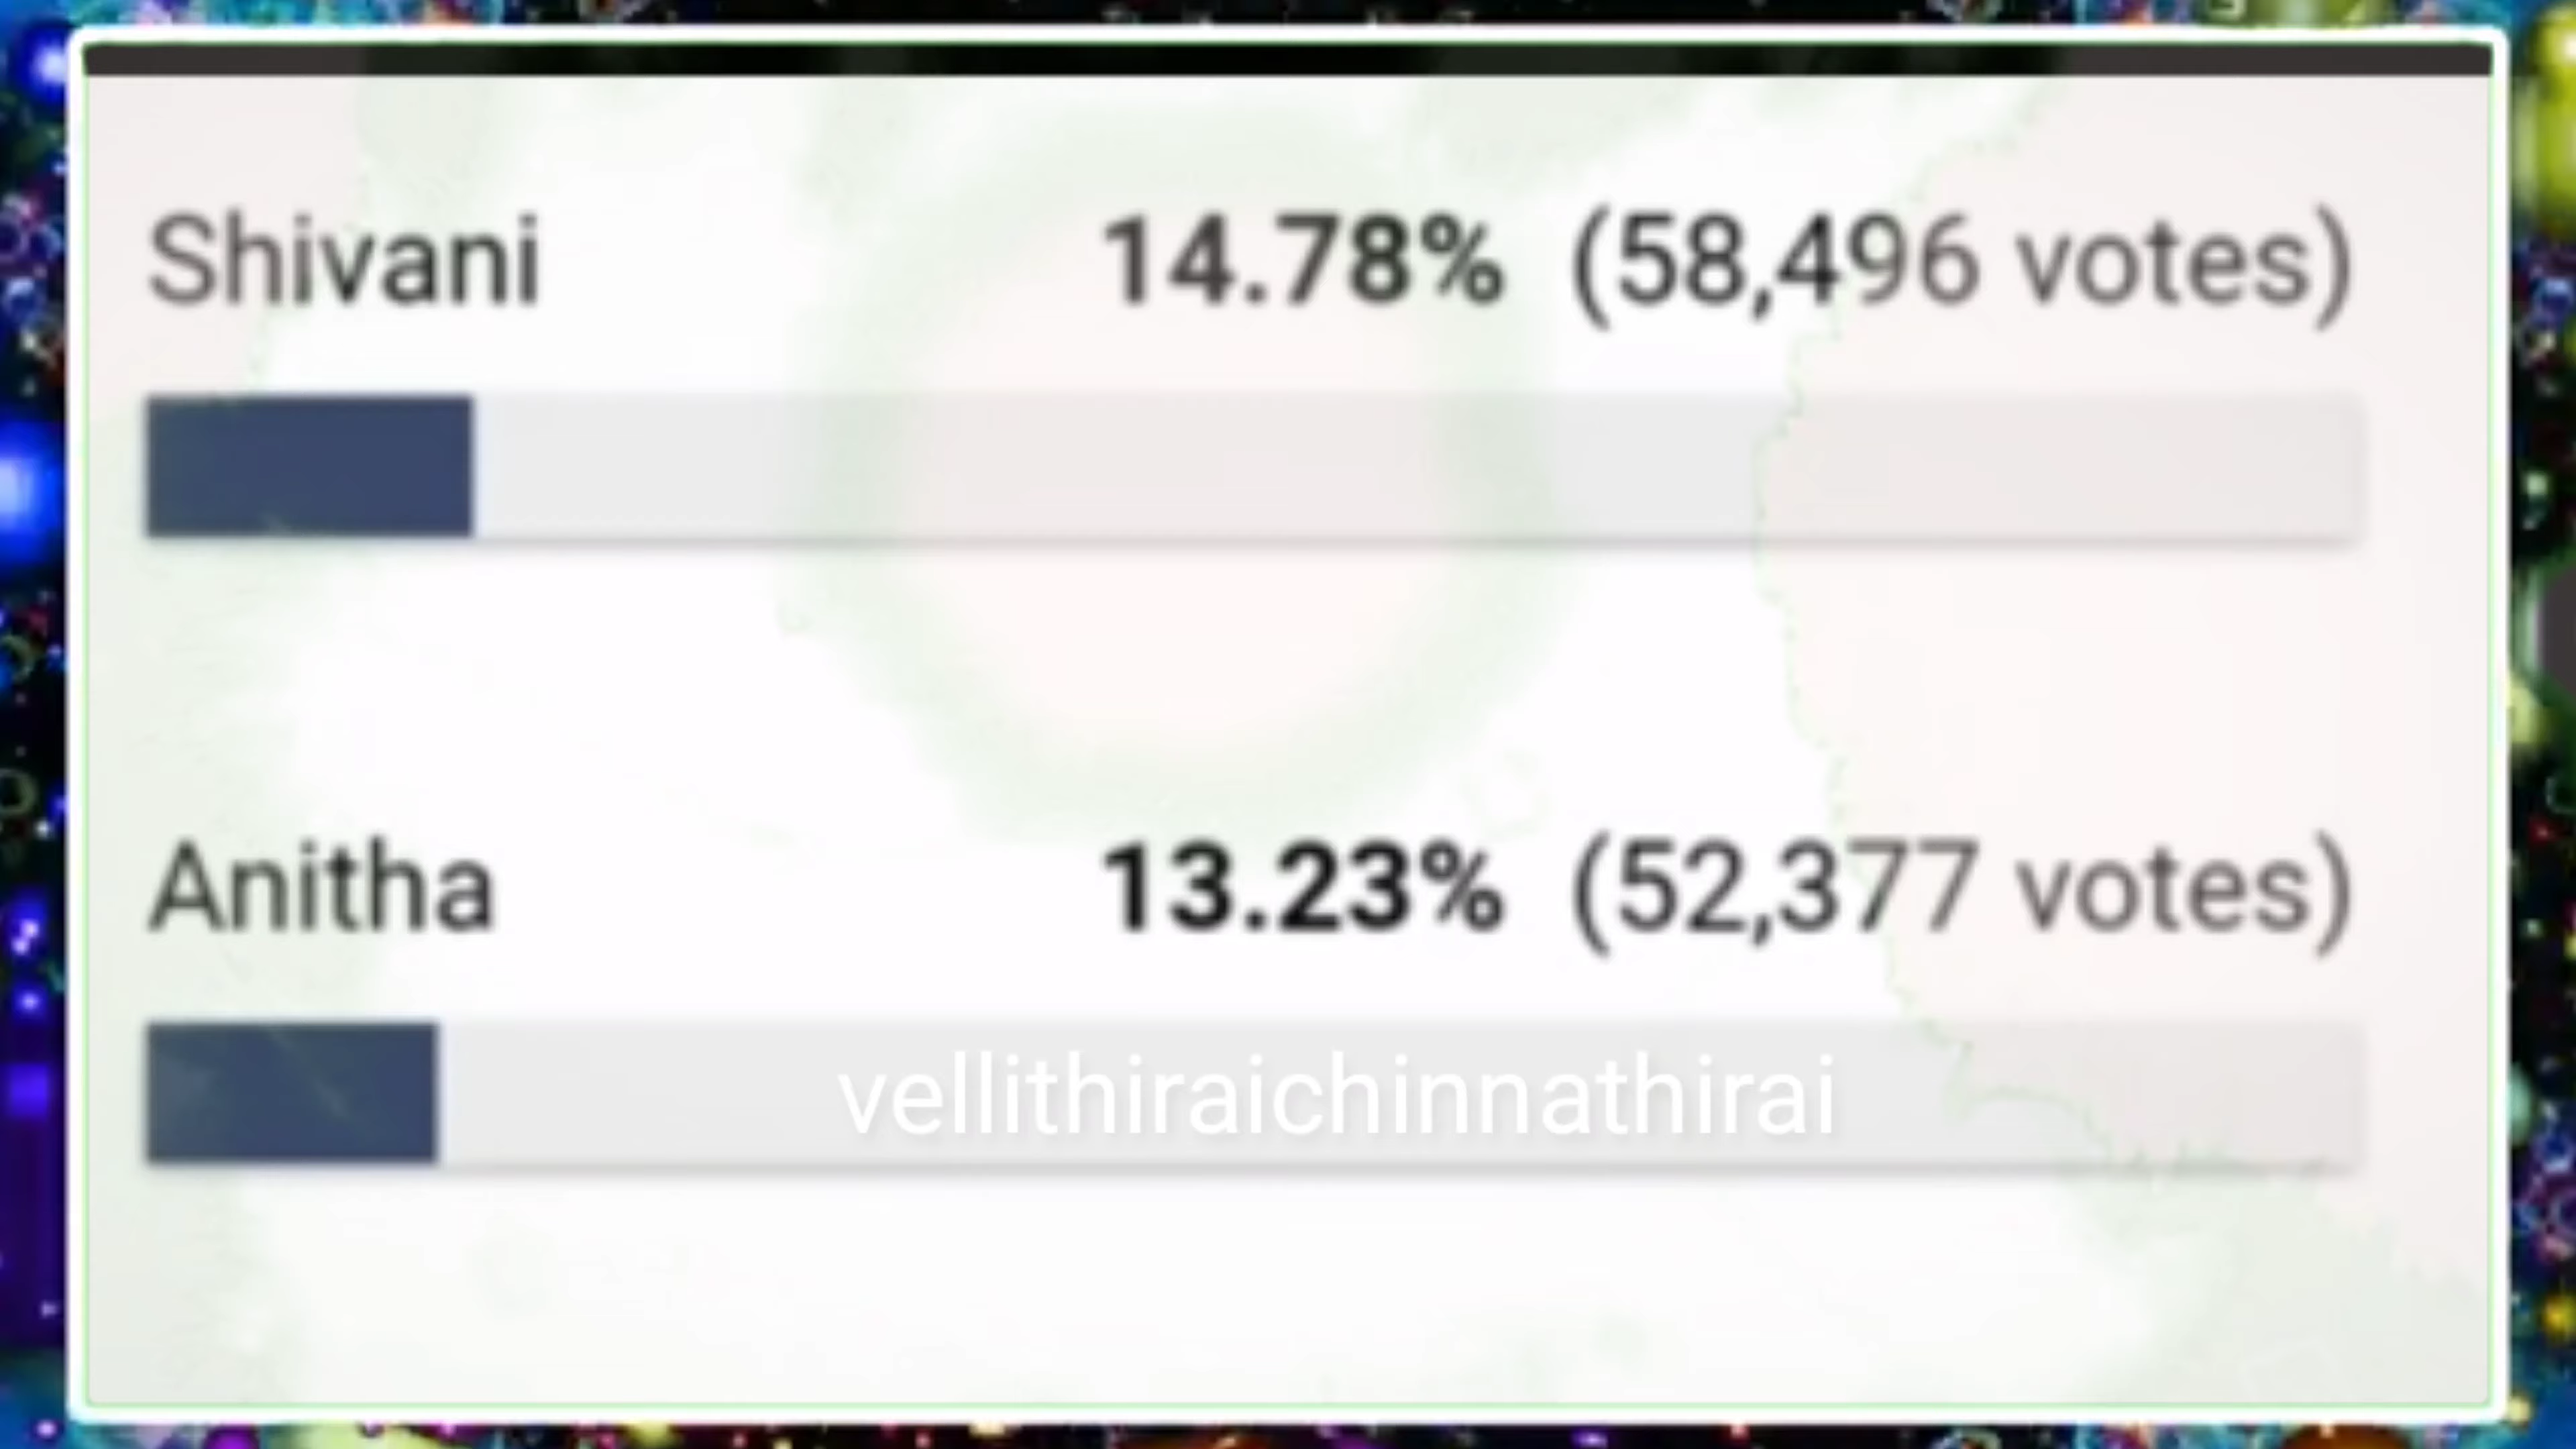 Shivani 14.78% (58,496 votes)
Anitha 13.23% (52,377 votes)
vellithiraichinnathirai